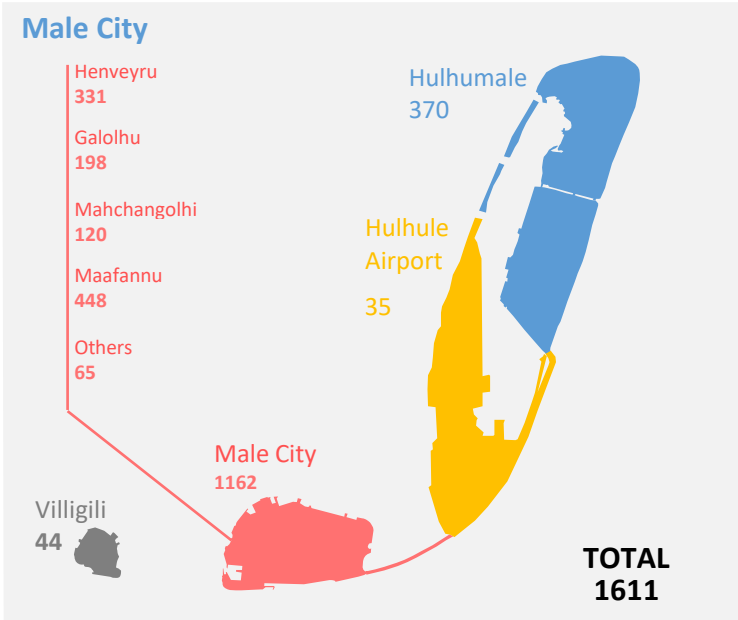 Male City
Henveyru
331
Galolhu
198
Mahchangolhi
120
Maafannu
448
Others
65
Hulhumale
370
Hulhule
Airport
35
Male City
1162
Villigili
44
TOTAL
1611